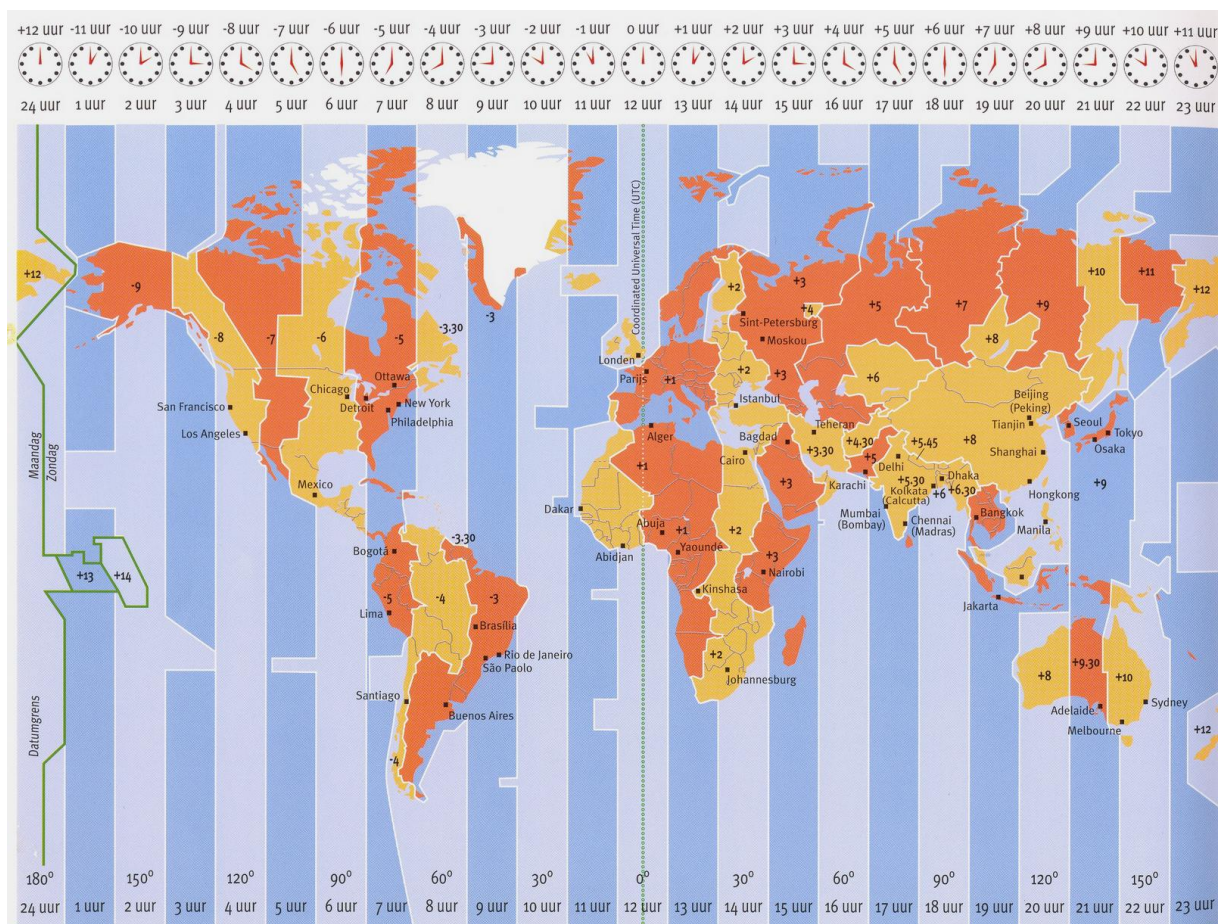 +12 uur -11 uur -10 uur -9 uur -8 uur -7 uur -6 uur -5 uur -4 uur -3 uur -2 uur -1 uur 0 uur +1 uur +2 uur +3 uur +4 uur +5 uur +6 uur +7 uur +8 uur +9 uur +10 uur +11 uur
24 uur 1 uur 2 uur 3 uur 4 uur 5 uur 6 uur 7 uur 8 uur 9 uur 10 uur 11 uur 12 uur 13 uur 14 uur 15 uur 16 uur 17 uur 18 uur 19 uur 20 uur 21 uur 22 uur 23 uur
Coordinated Universal Time (UTC)
+12
-9
-8
-7
-6
-5
-3.30
-3
+2
+3
+4
+5
+7
+9
+10
+11
+12
+8
Sint-Petersburg
Moskou
Londen
Parijs
+1
+2
+3
+6
Ottawa
Chicago
Detroit
New York
Philadelphia
San Francisco
Los Angeles
Mexico
Istanbul
Alger
Bagdad
Teheran
Cairo
+3.30
+4.30
+5
+5.45
+8
Beijing
(Peking)
Tianjin
Seoul
Tokyo
Osaka
Shanghai
Delhi
Karachi
+5.30
Kolkata
(Calcutta)
Dhaka
+6
+6.30
Hongkong
+9
Mumbai
(Bombay)
Chennai
(Madras)
Bangkok
Manila
Maandag
Zondag
+1
+3
Dakar
Abuja
+1
+2
Abidjan
Yaoundé
+3
Nairobi
Kinshasa
Jakarta
-3.30
Bogotá
-5
-4
-3
Lima
Brasília
Rio de Janeiro
São Paolo
Santiago
Buenos Aires
-4
+13
+14
+2
Johannesburg
+8
+9.30
+10
Adelaide
Sydney
Melbourne
+12
Datumgrens
180° 150° 120° 90° 60° 30° 0° 30° 60° 90° 120° 150°
24 uur 1 uur 2 uur 3 uur 4 uur 5 uur 6 uur 7 uur 8 uur 9 uur 10 uur 11 uur 12 uur 13 uur 14 uur 15 uur 16 uur 17 uur 18 uur 19 uur 20 uur 21 uur 22 uur 23 uur